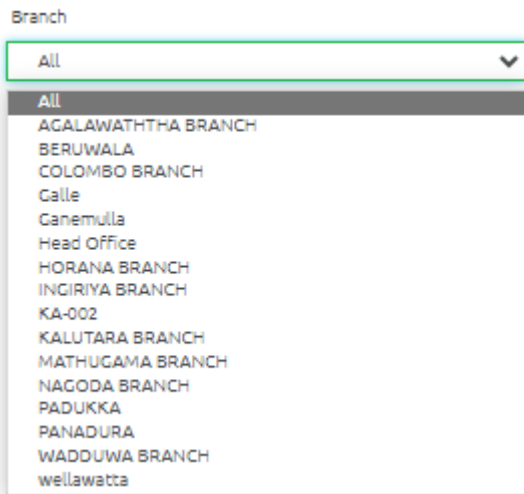 Branch
All
All
AGALAWATHTHA BRANCH
BERUWALA
COLOMBO BRANCH
Galle
Ganemulla
Head Office
HORANA BRANCH
INGIRIYA BRANCH
KA-002
KALUTARA BRANCH
MATHUGAMA BRANCH
NAGODA BRANCH
PADUKKA
PANADURA
WADDUWA BRANCH
wellawatta